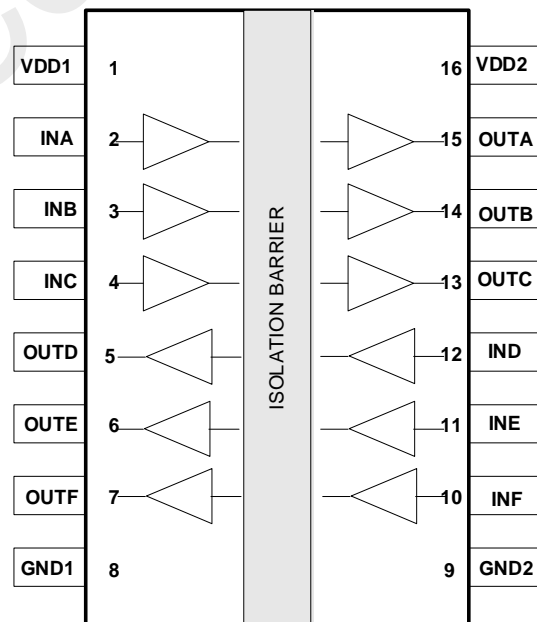 VDD1 1 16 VDD2
INA 2 15 OUTA
INB 3 14 OUTB
INC 4 13 OUTC
ISOLATION BARRIER
OUTD 5 12 IND
OUTE 6 11 INE
OUTF 7 10 INF
GND1 8 9 GND2